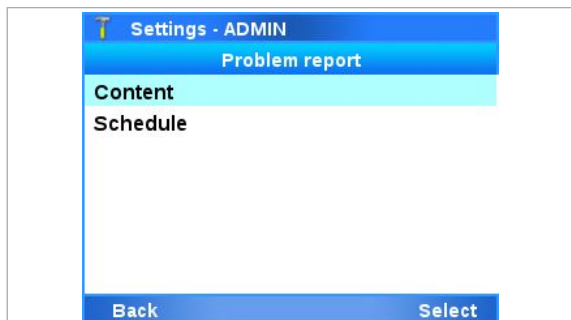 Settings - ADMIN
Problem report
Content
Schedule
Back Select